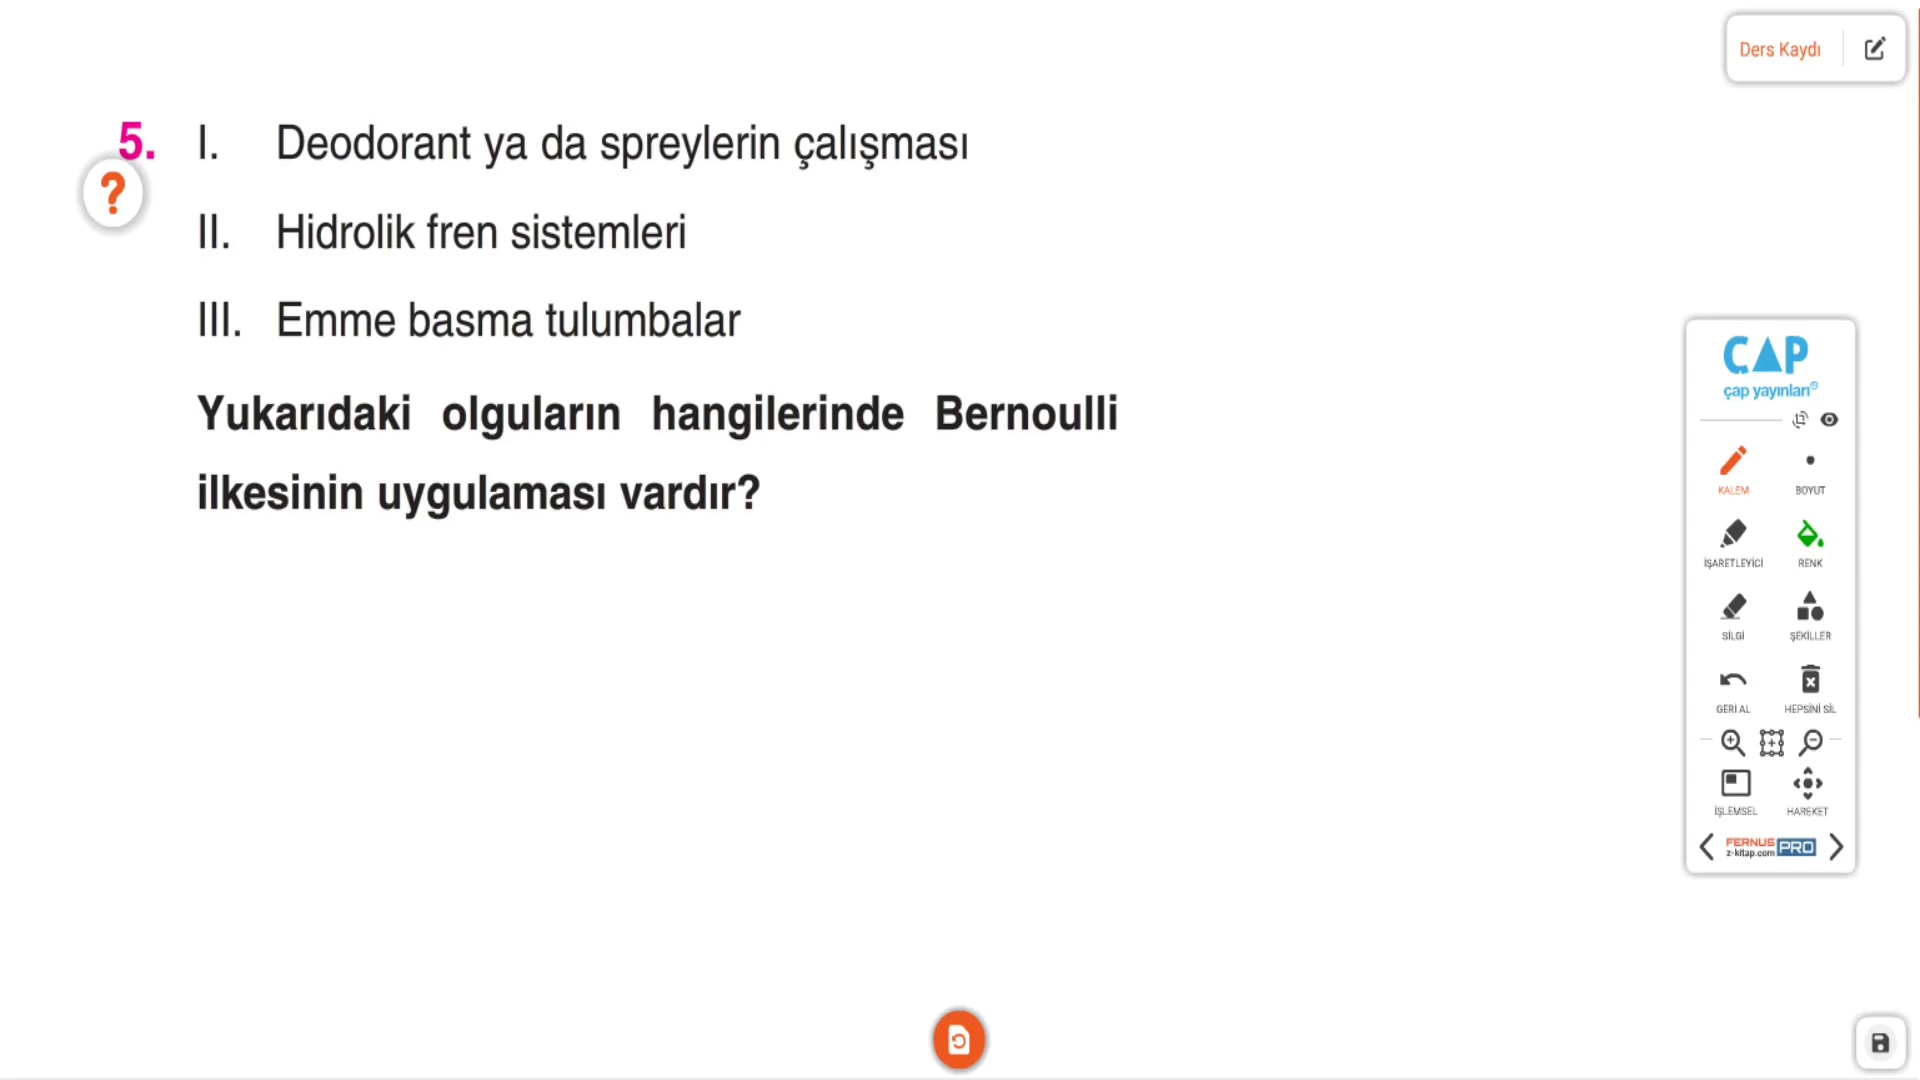 Ders Kaydı
5. I. Deodorant ya da spreylerin çalışması
?
II. Hidrolik fren sistemleri
III. Emme basma tulumbalar
Yukarıdaki olguların hangilerinde Bernoulli
ilkesinin uygulaması vardır?
ÇAP
çap yayınları®
KALEM
BOYUT
İŞARETLEYİCİ
RENK
SİLGİ
ŞEKİLLER
GERİ AL
HEPSİNİ SİL
İŞLEMSEL
HAREKET
FERNUS
z-kitap.com PRO